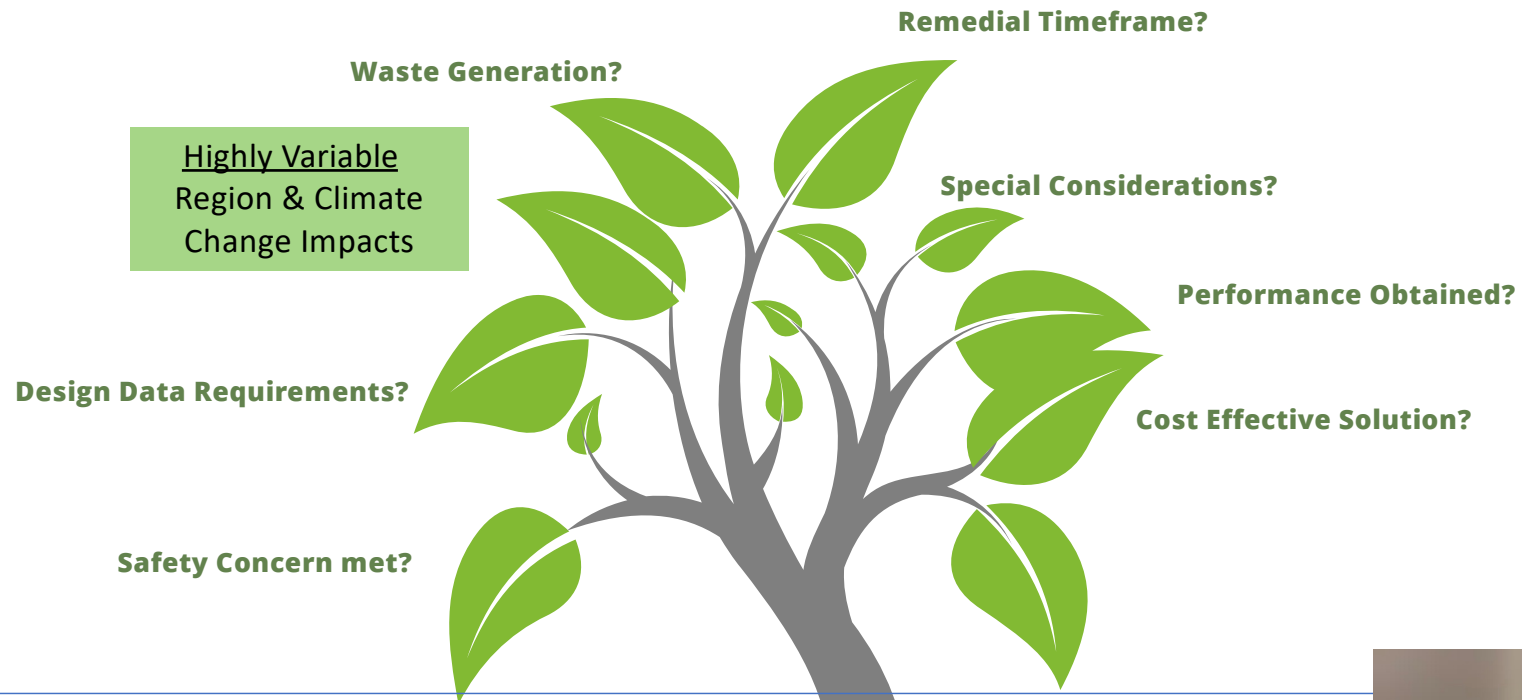 Remedial Timeframe?
Waste Generation?
Highly Variable
Region & Climate
Change Impacts
Special Considerations?
Performance Obtained?
Design Data Requirements?
Cost Effective Solution?
Safety Concern met?